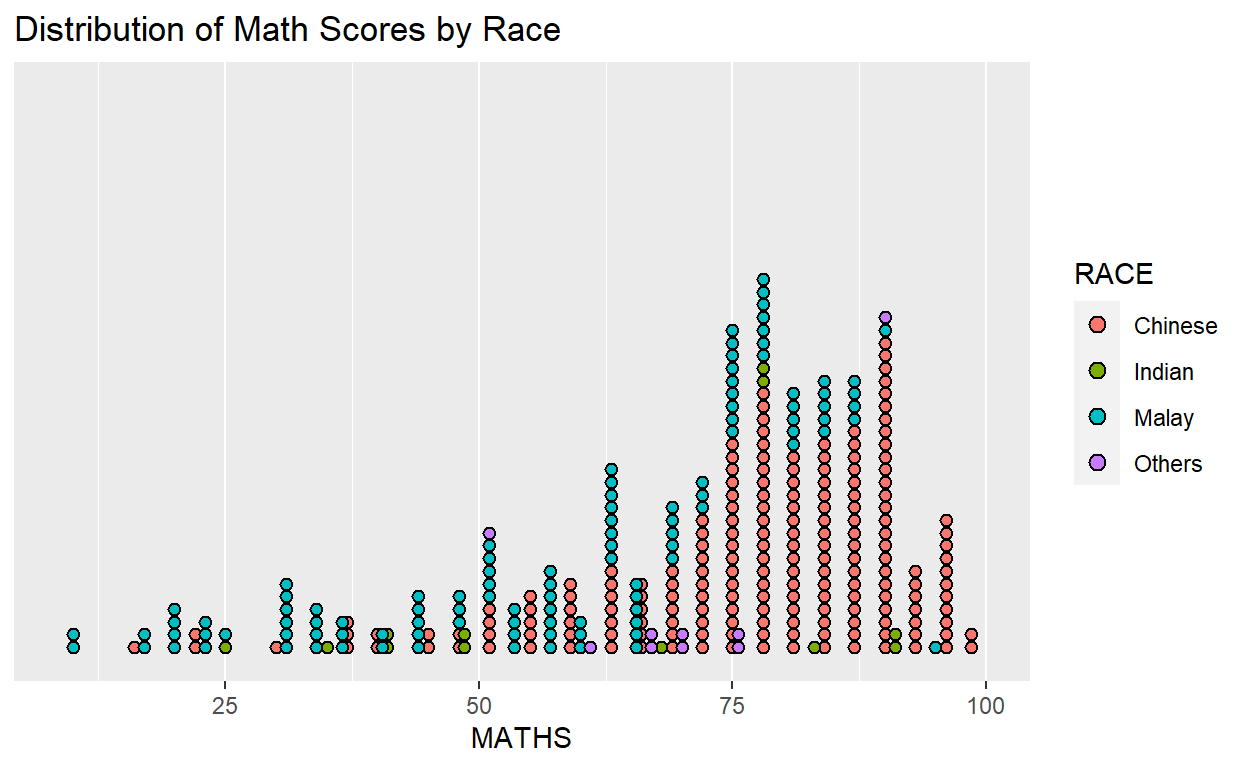 Distribution of Math Scores by Race
RACE
Chinese
Indian
Malay
Others
25 50 75 100
MATHS